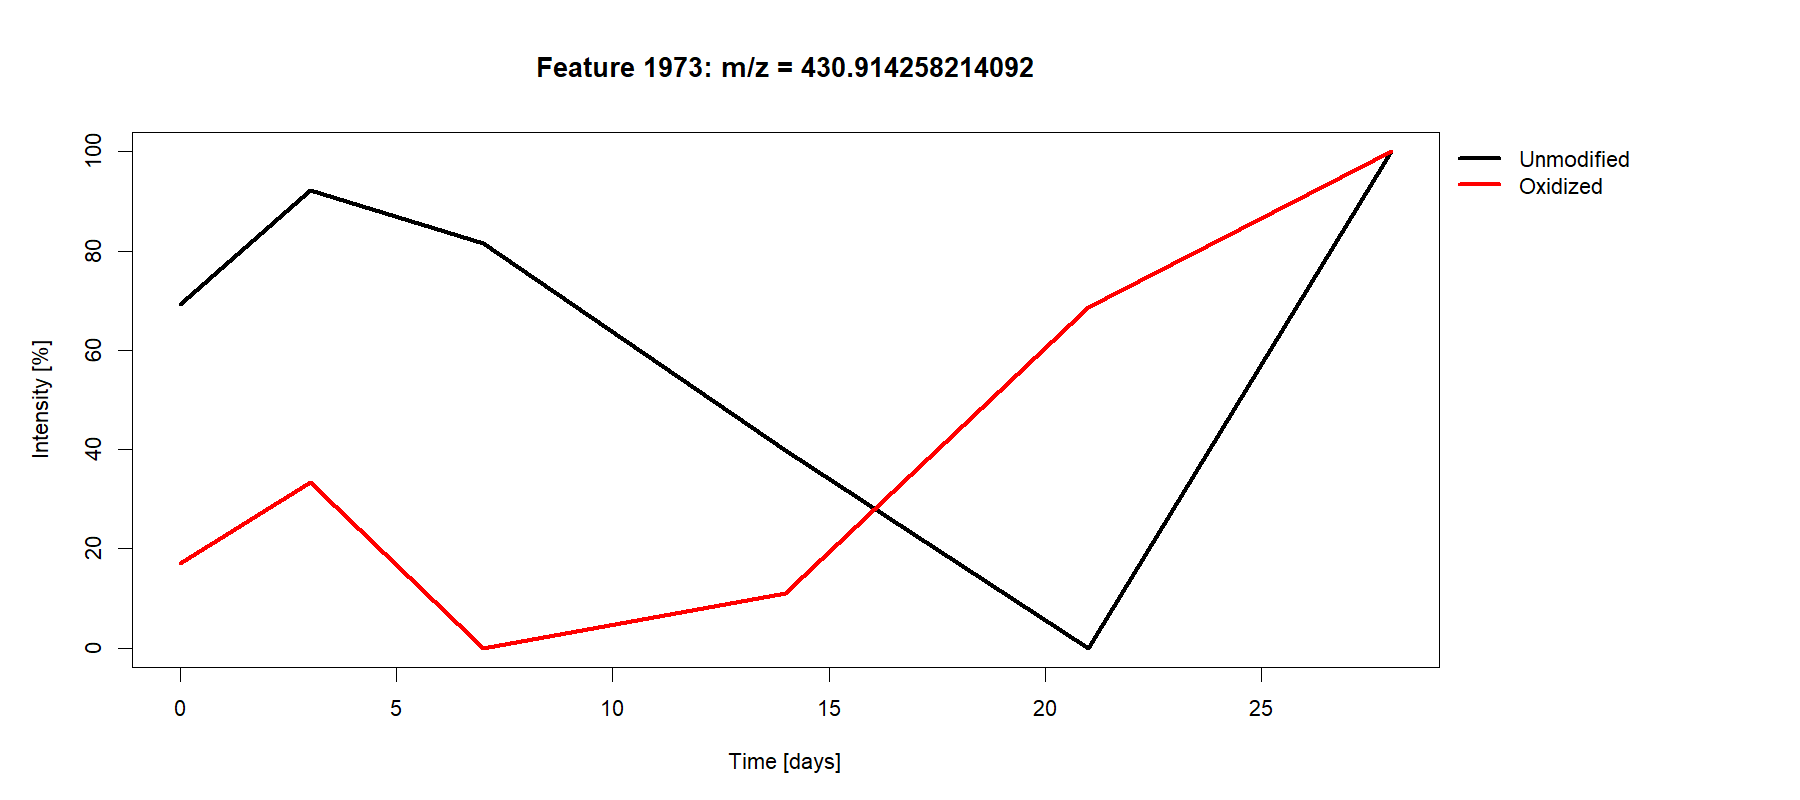 Feature 1973: m/z = 430.914258214092
Unmodified
Oxidized
Intensity [%]
100
80
60
40
20
0
0 5 10 15 20 25
Time [days]